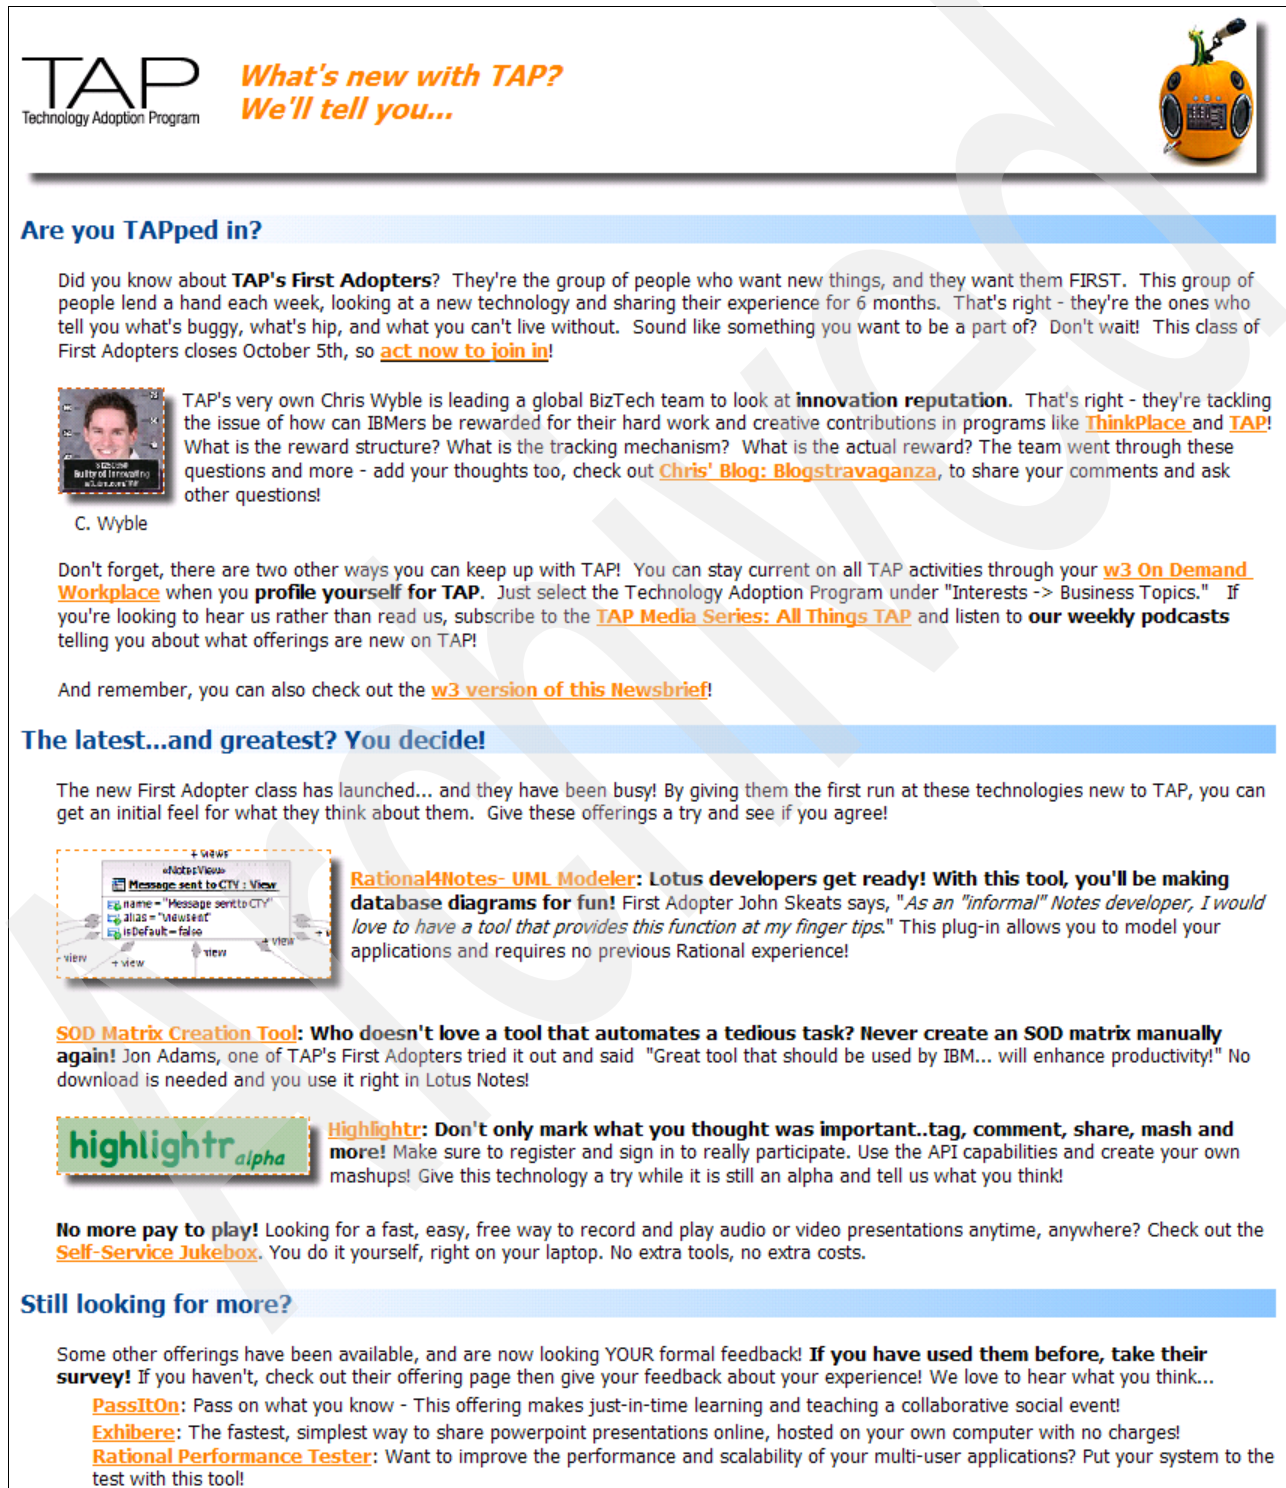 TAP
Technology Adoption Program
What's new with TAP?
We'll tell you...
Are you TAPped in?
Did you know about TAP's First Adopters?  They're the group of people who want new things, and they want them FIRST.  This group of
people lend a hand each week, looking at a new technology and sharing their experience for 6 months.  That's right - they're the ones who
tell you what's buggy, what's hip, and what you can't live without.  Sound like something you want to be a part of?  Don't wait!  This class of
First Adopters closes October 5th, so act now to join in!
TAP's very own Chris Wyble is leading a global BizTech team to look at innovation reputation.  That's right - they're tackling
the issue of how can IBMers be rewarded for their hard work and creative contributions in programs like ThinkPlace and TAP!
What is the reward structure? What is the tracking mechanism?  What is the actual reward? The team went through these
questions and more - add your thoughts too, check out Chris' Blog: Blogstravaganza, to share your comments and ask
other questions!
C. Wyble
Don't forget, there are two other ways you can keep up with TAP!  You can stay current on all TAP activities through your w3 On Demand
Workplace when you profile yourself for TAP.  Just select the Technology Adoption Program under "Interests -> Business Topics."   If
you're looking to hear us rather than read us, subscribe to the TAP Media Series: All Things TAP and listen to our weekly podcasts
telling you about what offerings are new on TAP!
And remember, you can also check out the w3 version of this Newsbrief!
The latest...and greatest? You decide!
The new First Adopter class has launched... and they have been busy! By giving them the first run at these technologies new to TAP, you can
get an initial feel for what they think about them.  Give these offerings a try and see if you agree!
+ views
«NotesView»
Message sent to CTY : View
name = "Message sent to CTY"
alias = "viewsent"
isDefault = false
+ view
view
view
+ view
Rational4Notes- UML Modeler: Lotus developers get ready! With this tool, you'll be making
database diagrams for fun! First Adopter John Skeats says, "As an "informal" Notes developer, I would
love to have a tool that provides this function at my finger tips." This plug-in allows you to model your
applications and requires no previous Rational experience!
SOD Matrix Creation Tool: Who doesn't love a tool that automates a tedious task? Never create an SOD matrix manually
again! Jon Adams, one of TAP's First Adopters tried it out and said  "Great tool that should be used by IBM... will enhance productivity!" No
download is needed and you use it right in Lotus Notes!
highlightr alpha
Highlightr: Don't only mark what you thought was important..tag, comment, share, mash and
more! Make sure to register and sign in to really participate. Use the API capabilities and create your own
mashups! Give this technology a try while it is still an alpha and tell us what you think!
No more pay to play! Looking for a fast, easy, free way to record and play audio or video presentations anytime, anywhere? Check out the
Self-Service Jukebox. You do it yourself, right on your laptop. No extra tools, no extra costs.
Still looking for more?
Some other offerings have been available, and are now looking YOUR formal feedback! If you have used them before, take their
survey! If you haven't, check out their offering page then give your feedback about your experience! We love to hear what you think...
PassItOn: Pass on what you know - This offering makes just-in-time learning and teaching a collaborative social event!
Exhibere: The fastest, simplest way to share powerpoint presentations online, hosted on your own computer with no charges!
Rational Performance Tester: Want to improve the performance and scalability of your multi-user applications? Put your system to the
test with this tool!
Archived